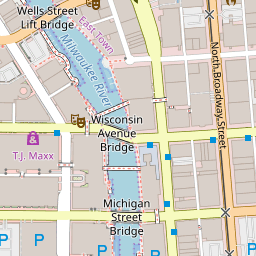 Wells Street
Lift Bridge
East Town
Milwaukee River
North Broadway Street
Wisconsin
Avenue
Bridge
T.J. Maxx
Michigan
Street
Bridge
P
P
P
P